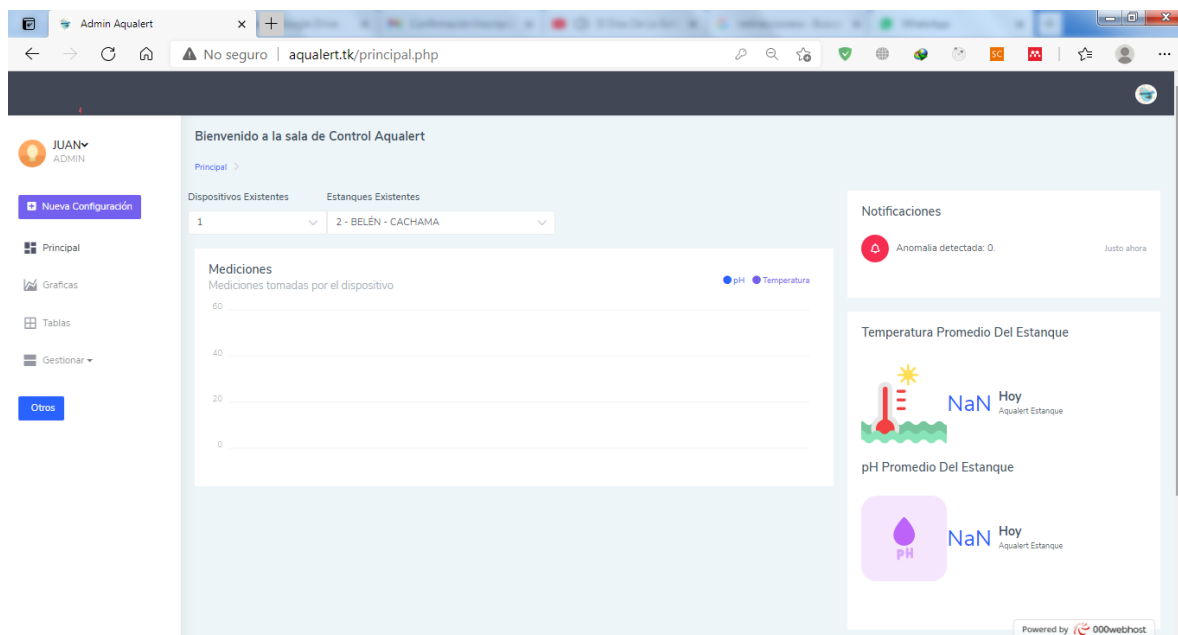 Admin Aqualert
No seguro | aqualert.tk/principal.php
SC
JUAN
ADMIN
Nueva Configuración
Principal
Graficas
Tablas
Gestionar
Otros
Bienvenido a la sala de Control Aqualert
Principal >
Dispositivos Existentes
Estanques Existentes
1
2 - BELÉN - CACHAMA
Mediciones
Mediciones tomadas por el dispositivo
pH Temperatura
60
40
20
0
Notificaciones
Anomalia detectada: 0.
Justo ahora
Temperatura Promedio Del Estanque
NaN
Hoy
Aqualert Estanque
pH Promedio Del Estanque
pH
NaN
Hoy
Aqualert Estanque
Powered by 000webhost